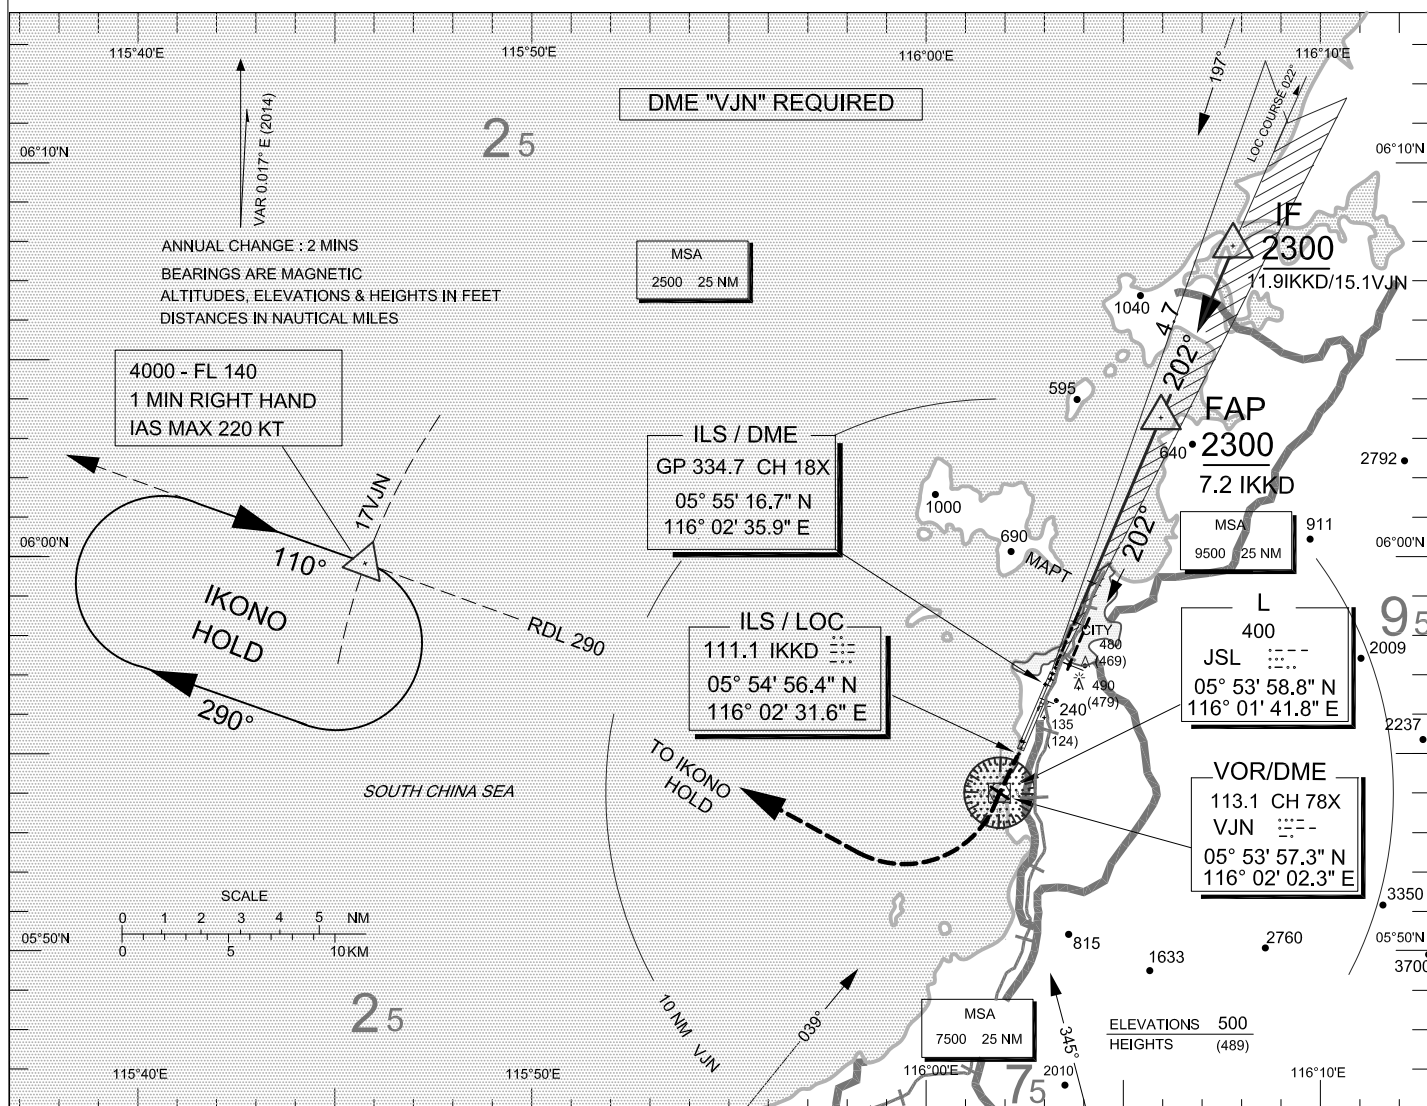 115°40'E
115°50'E
116°00'E
116°10'E
197°
LOC COURSE 022°
DME "VJN" REQUIRED
VAR 0.017° E (2014)
25
06°10'N
06°10'N
ANNUAL CHANGE : 2 MINS
BEARINGS ARE MAGNETIC
ALTITUDES, ELEVATIONS & HEIGHTS IN FEET
DISTANCES IN NAUTICAL MILES
MSA
2500 25 NM
IF
2300
11.9IKKD/15.1VJN
1040
4.7
202°
4000 - FL 140
1 MIN RIGHT HAND
IAS MAX 220 KT
595
FAP
2300
7.2 IKKD
640
2792
ILS / DME
GP 334.7 CH 18X
05° 55' 16.7" N
116° 02' 35.9" E
17VJN
1000
690
MAPT
202°
MSA
9500 25 NM
911
06°00'N
06°00'N
110°
IKONO
HOLD
290°
RDL 290
ILS / LOC
111.1 IKKD
05° 54' 56.4" N
116° 02' 31.6" E
CITY
480
(469)
490
(479)
240
135
(124)
L
400
JSL
05° 53' 58.8" N
116° 01' 41.8" E
95
2009
2237
TO IKONO
HOLD
SOUTH CHINA SEA
VOR/DME
113.1 CH 78X
VJN
05° 53' 57.3" N
116° 02' 02.3" E
SCALE
0 1 2 3 4 5 NM
0 5 10KM
3350
05°50'N
05°50'N
815
1633
2760
3700
25
10 NM VJN
039°
MSA
7500 25 NM
345°
ELEVATIONS 500
HEIGHTS (489)
2010
75
115°40'E
115°50'E
116°00'E
116°10'E